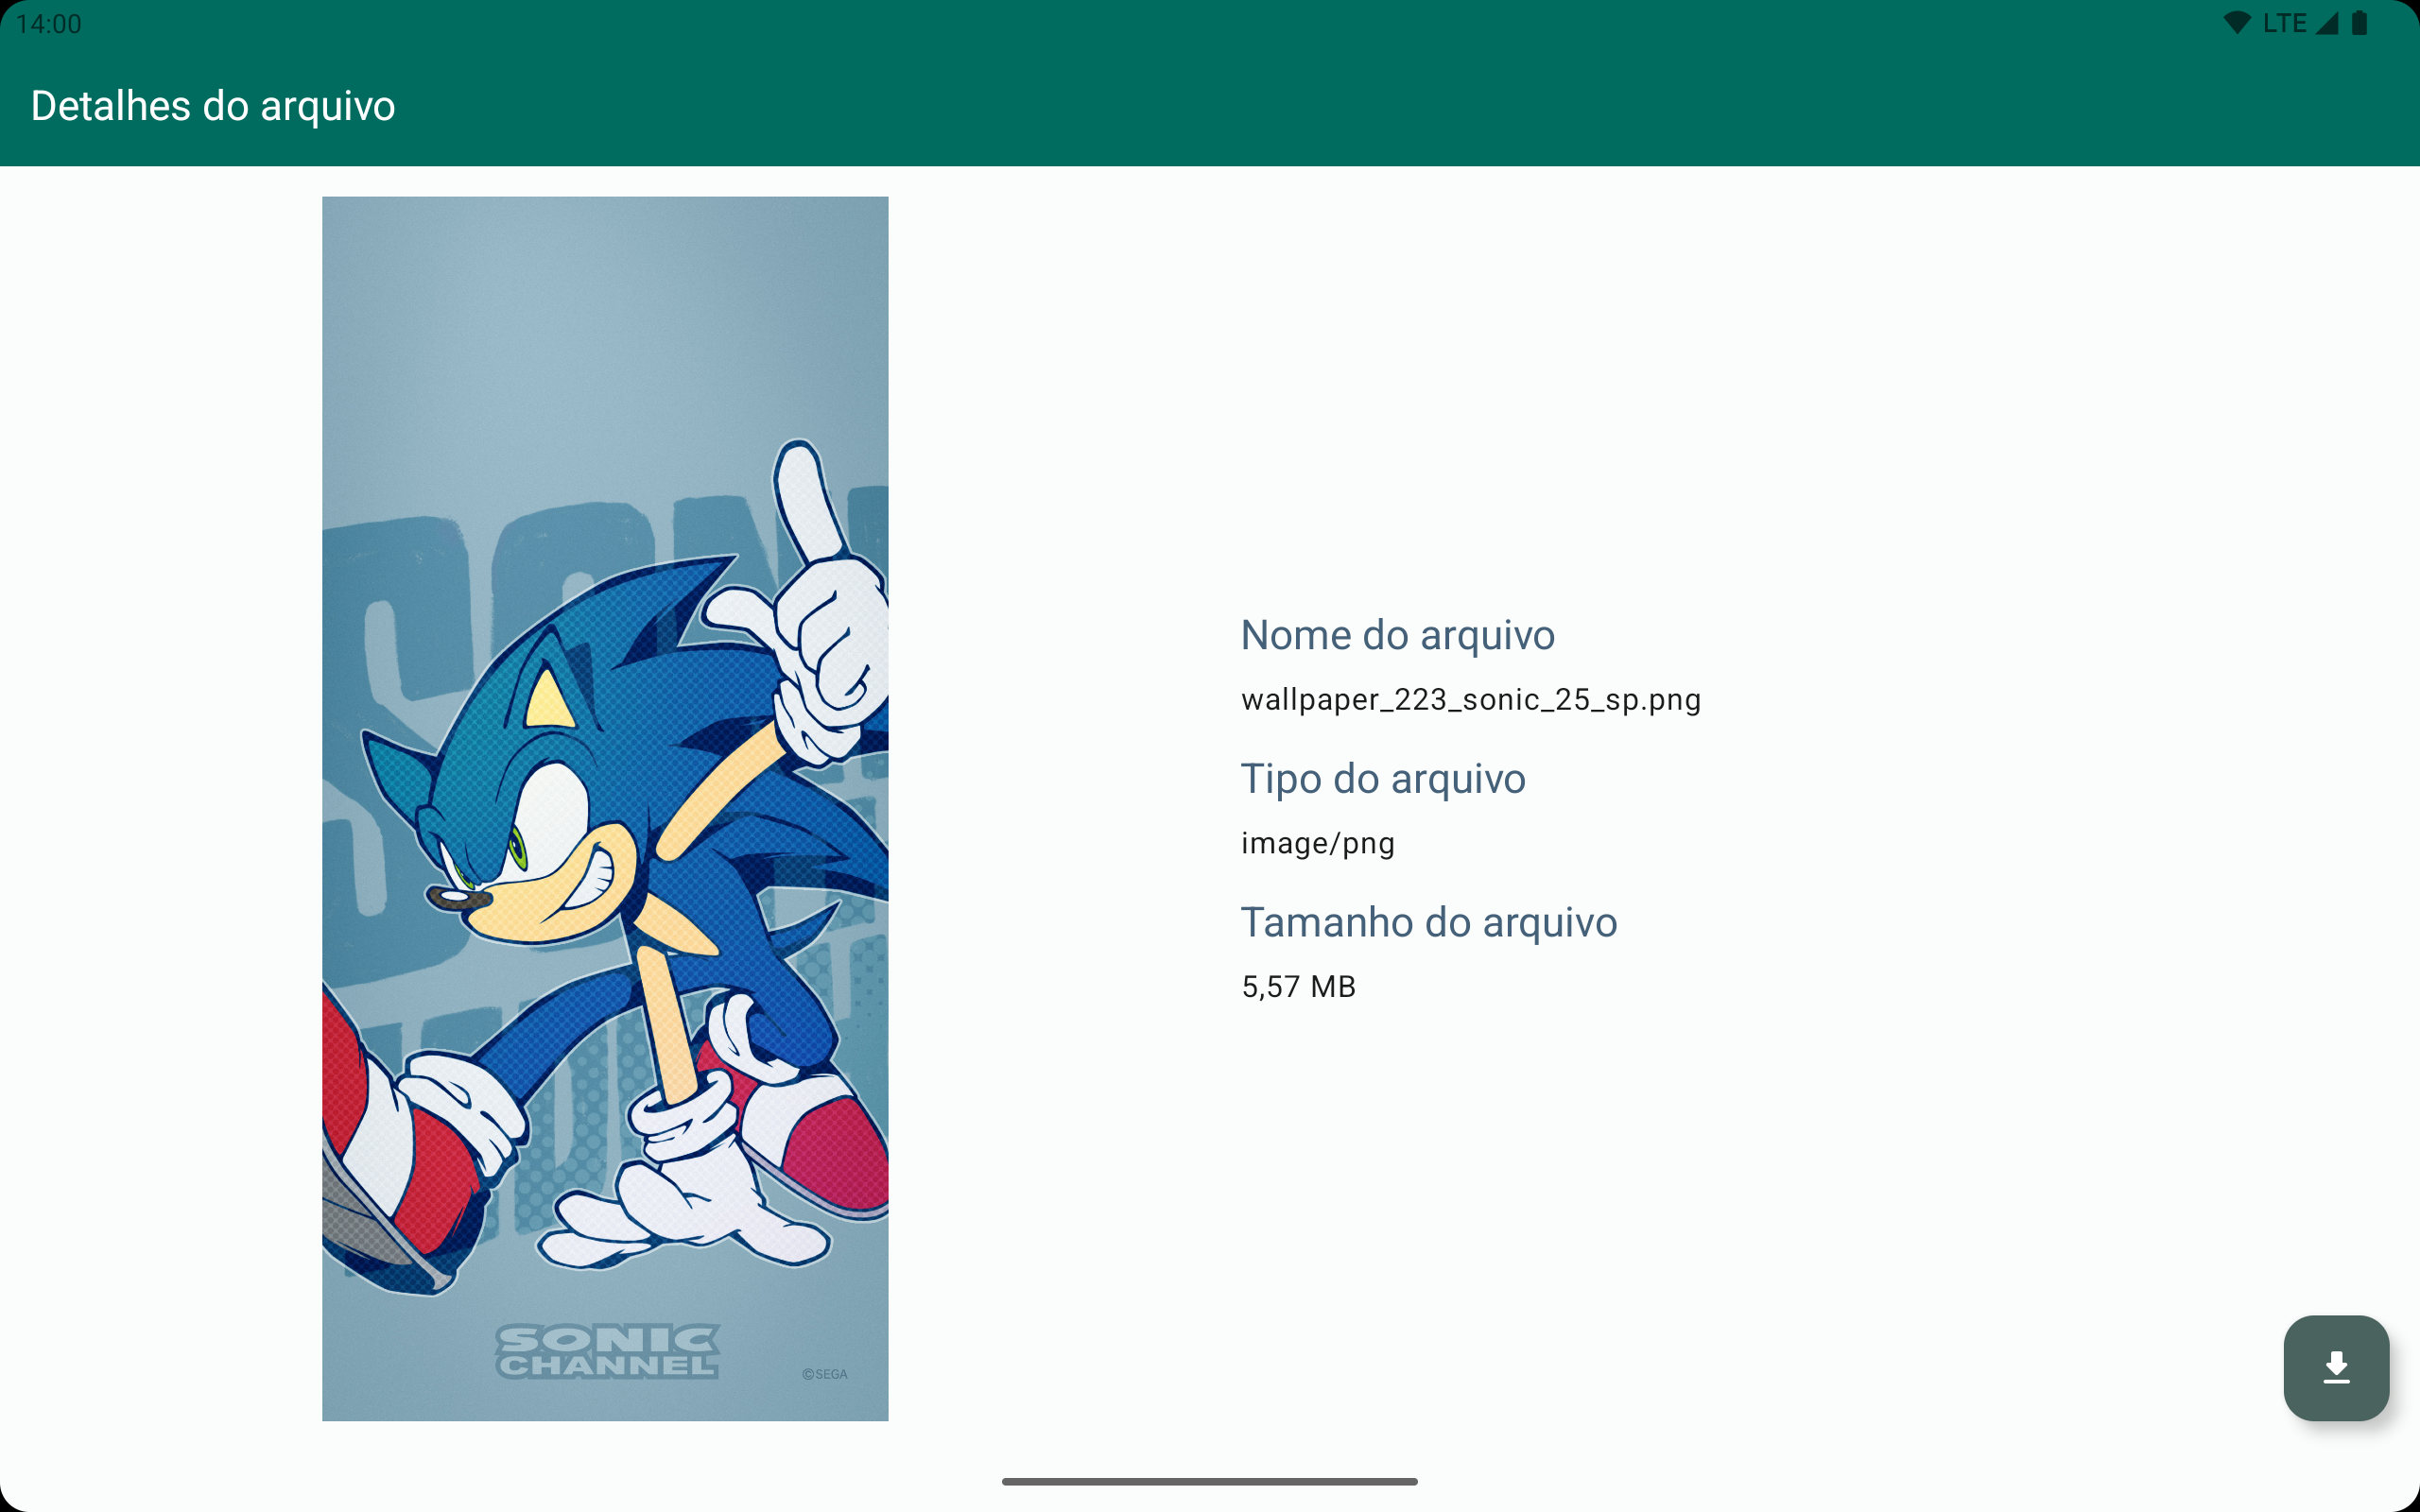 14:00
LTE
Detalhes do arquivo
SONIC
CHANNEL
©SEGA
Nome do arquivo
wallpaper_223_sonic_25_sp.png
Tipo do arquivo
image/png
Tamanho do arquivo
5,57 MB